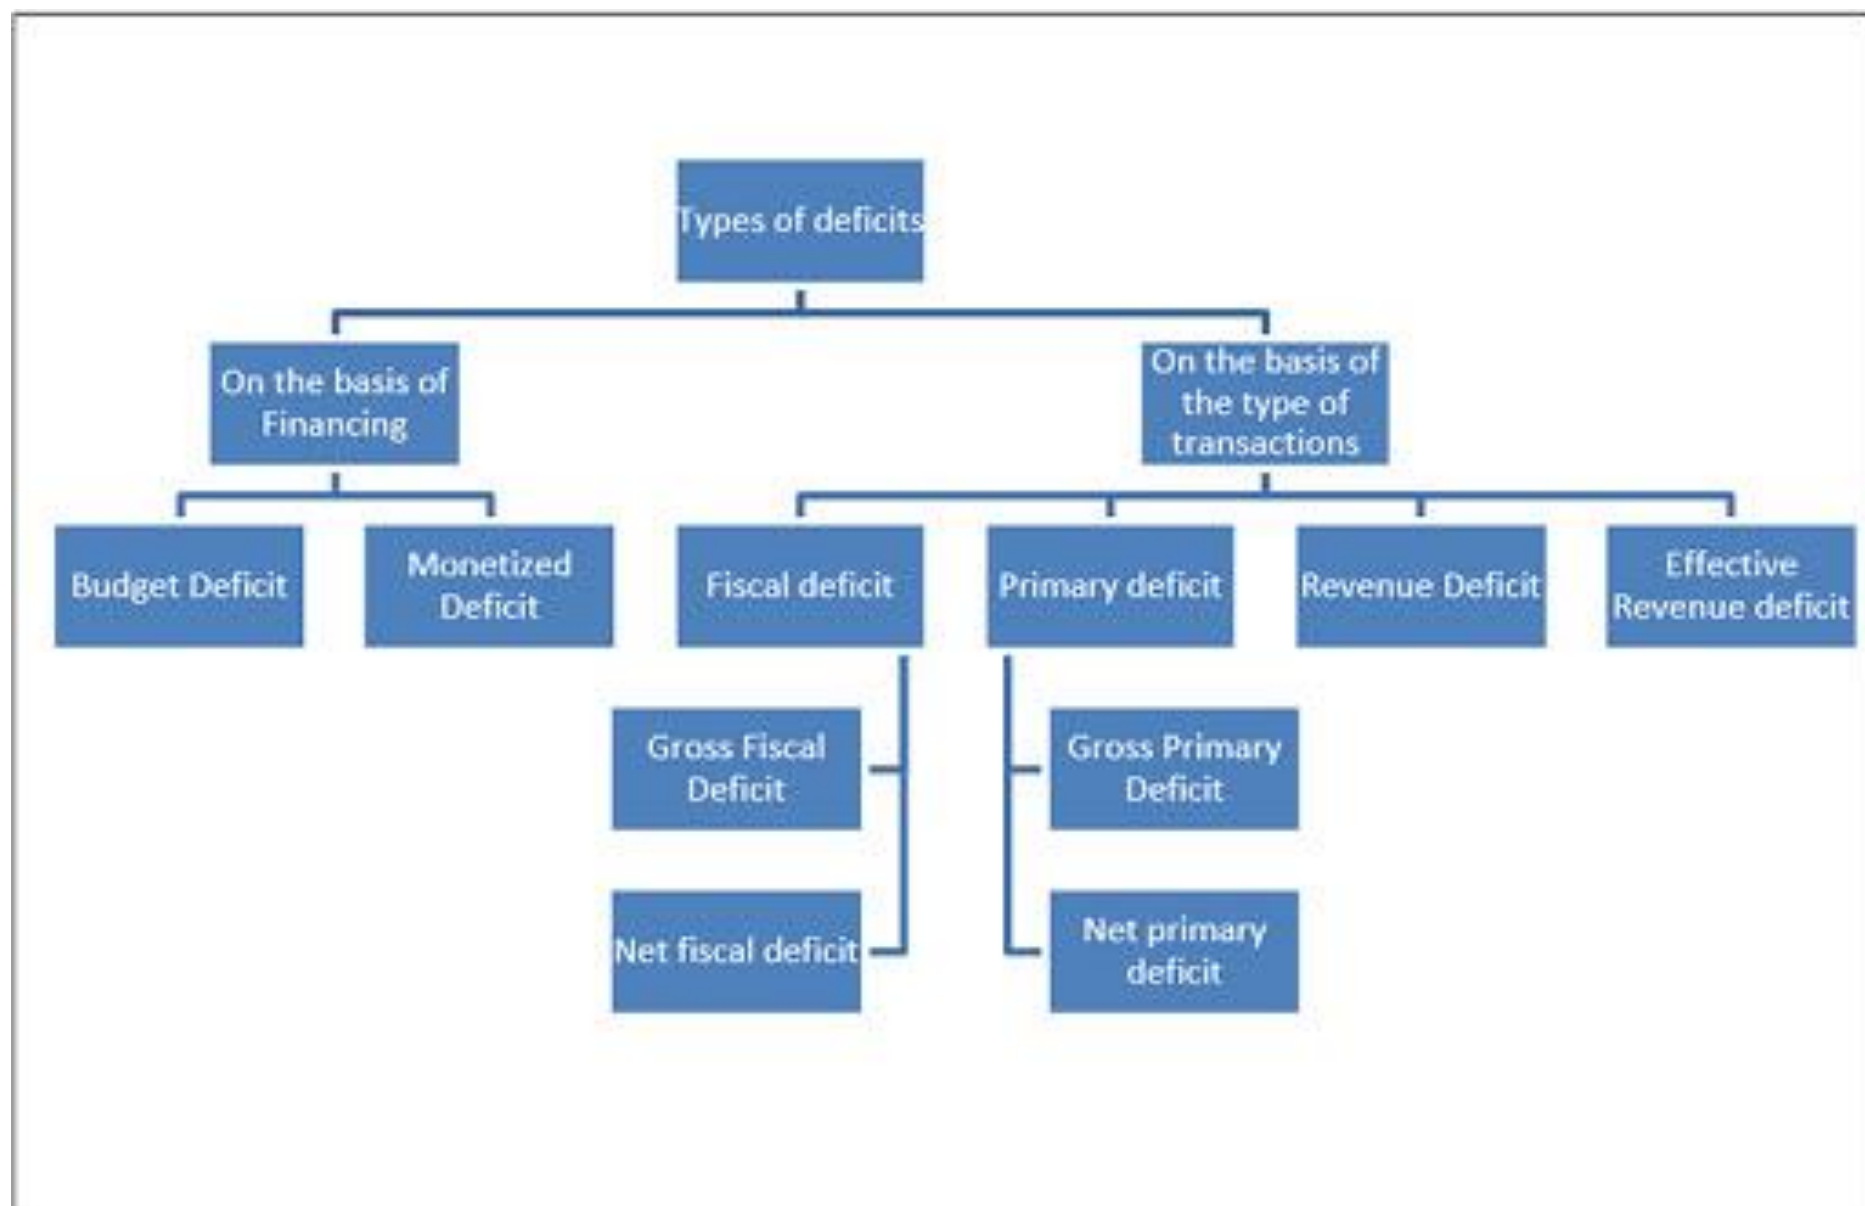 Types of deficits
On the basis of
Financing
On the basis of
the type of
transactions
Budget Deficit
Monetized
Deficit
Fiscal deficit
Primary deficit
Revenue Deficit
Effective
Revenue deficit
Gross Fiscal
Deficit
Gross Primary
Deficit
Net fiscal deficit
Net primary
deficit